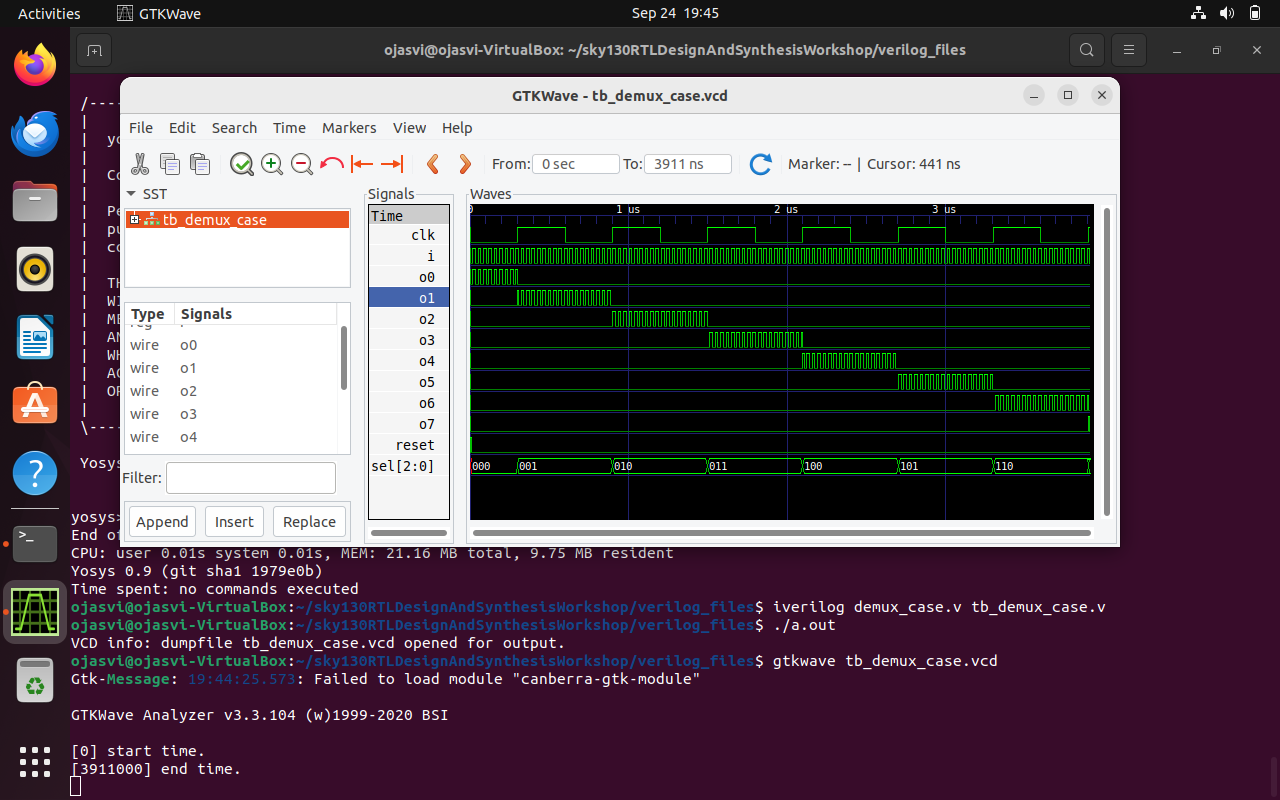 Activities
GTKWave
Sep 24 19:45
ojasvi@ojasvi-VirtualBox: ~/sky130RTLDesignAndSynthesisWorkshop/verilog_files
GTKWave - tb_demux_case.vcd
File Edit Search Time Markers View Help
From: 0 sec To: 3911 ns Marker: -- | Cursor: 441 ns
SST
tb_demux_case
Type Signals
wire o0
wire o1
wire o2
wire o3
wire o4
Filter:
Append Insert Replace
Signals
Time
clk
i
o0
o1
o2
o3
o4
o5
o6
o7
reset
sel[2:0]
Waves
0 1 us 2 us 3 us
000 001 010 011 100 101 110
/----
|
| yo
|
| Co
|
| Pe
| pu
| co
|
| TH
| WI
| ME
| AN
| WH
| AC
| OR
|
\----
Yosys
yosys>
End of
CPU: user 0.01s system 0.01s, MEM: 21.16 MB total, 9.75 MB resident
Yosys 0.9 (git sha1 1979e0b)
Time spent: no commands executed
ojasvi@ojasvi-VirtualBox:~/sky130RTLDesignAndSynthesisWorkshop/verilog_files$ iverilog demux_case.v tb_demux_case.v
ojasvi@ojasvi-VirtualBox:~/sky130RTLDesignAndSynthesisWorkshop/verilog_files$ ./a.out
VCD info: dumpfile tb_demux_case.vcd opened for output.
ojasvi@ojasvi-VirtualBox:~/sky130RTLDesignAndSynthesisWorkshop/verilog_files$ gtkwave tb_demux_case.vcd
Gtk-Message: 19:44:25.573: Failed to load module "canberra-gtk-module"
GTKWave Analyzer v3.3.104 (w)1999-2020 BSI
[0] start time.
[3911000] end time.